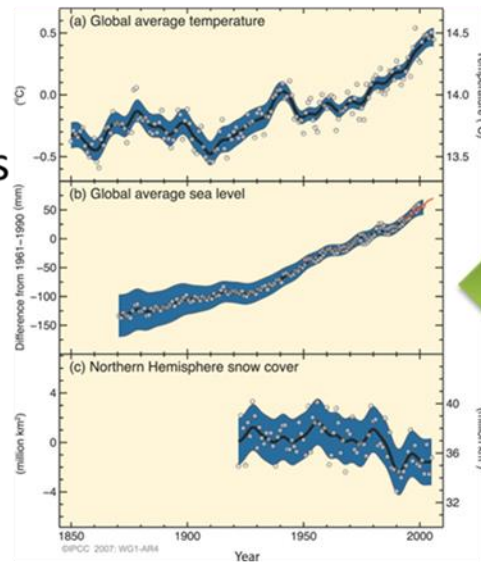 (a) Global average temperature
0.5
0.0
−0.5
(°C)
14.5
14.0
13.5
s
(b) Global average sea level
50
0
−50
−100
−150
(mm)
Difference from 1961–1990
(c) Northern Hemisphere snow cover
4
0
−4
(million km²)
40
36
32
1850
1900
1950
2000
©IPCC 2007: WG1-AR4
Year